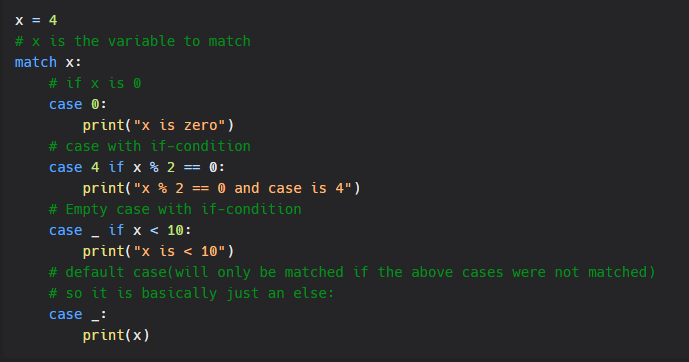 x = 4
# x is the variable to match
match x:
    # if x is 0
    case 0:
        print("x is zero")
    # case with if-condition
    case 4 if x % 2 == 0:
        print("x % 2 == 0 and case is 4")
    # Empty case with if-condition
    case _ if x < 10:
        print("x is < 10")
    # default case(will only be matched if the above cases were not matched)
    # so it is basically just an else:
    case _:
        print(x)